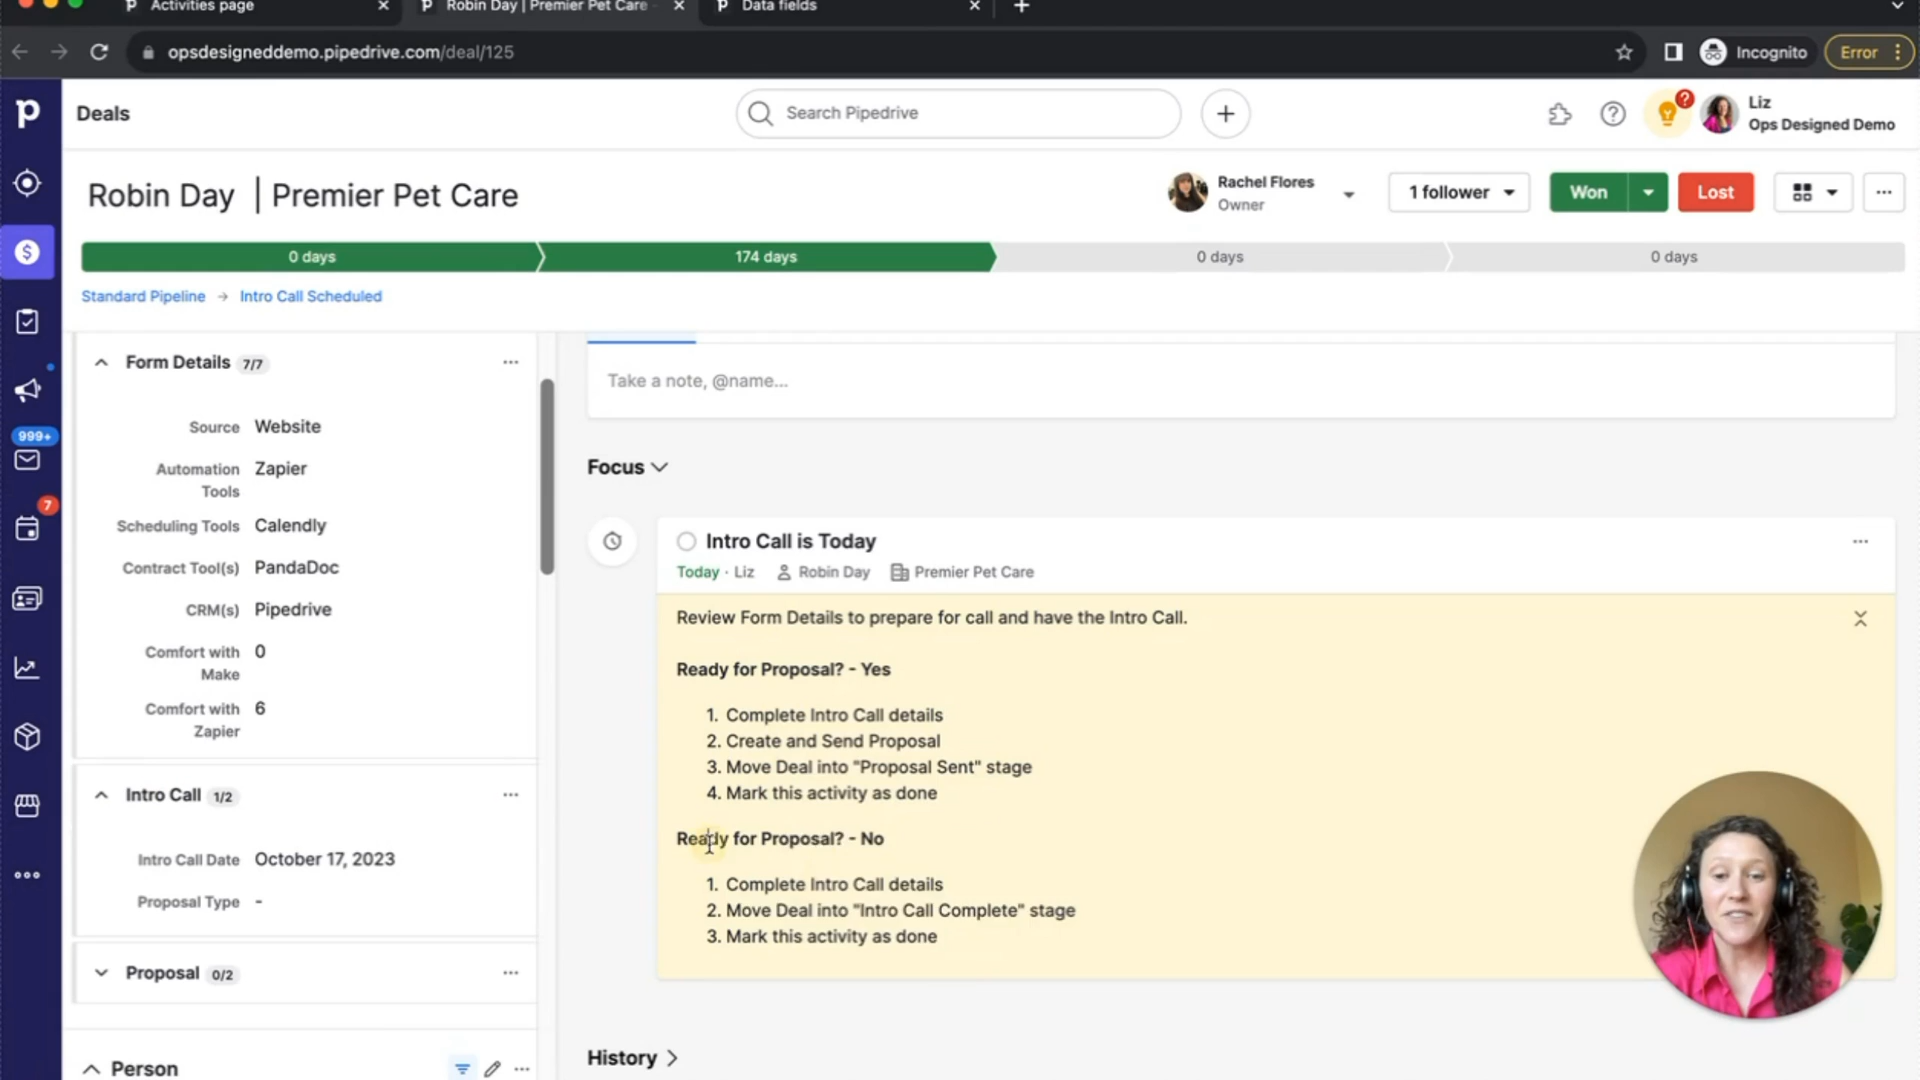 Activities page
Robin Day | Premier Pet Care
Data fields
opsdesigneddemo.pipedrive.com/deal/125
Incognito
Error
Deals
Search Pipedrive
?
Liz
Ops Designed Demo
Robin Day | Premier Pet Care
Rachel Flores
Owner
1 follower
Won
Lost
0 days
174 days
0 days
0 days
Standard Pipeline → Intro Call Scheduled
Form Details 7/7
Source Website
Automation Tools Zapier
Scheduling Tools Calendly
Contract Tool(s) PandaDoc
CRM(s) Pipedrive
Comfort with Make 0
Comfort with Zapier 6
Intro Call 1/2
Intro Call Date October 17, 2023
Proposal Type -
Proposal 0/2
Person
999+
7
Take a note, @name...
Focus
Intro Call is Today
Today · Liz Robin Day Premier Pet Care
Review Form Details to prepare for call and have the Intro Call.
Ready for Proposal? - Yes
1. Complete Intro Call details
2. Create and Send Proposal
3. Move Deal into "Proposal Sent" stage
4. Mark this activity as done
Ready for Proposal? - No
1. Complete Intro Call details
2. Move Deal into "Intro Call Complete" stage
3. Mark this activity as done
History